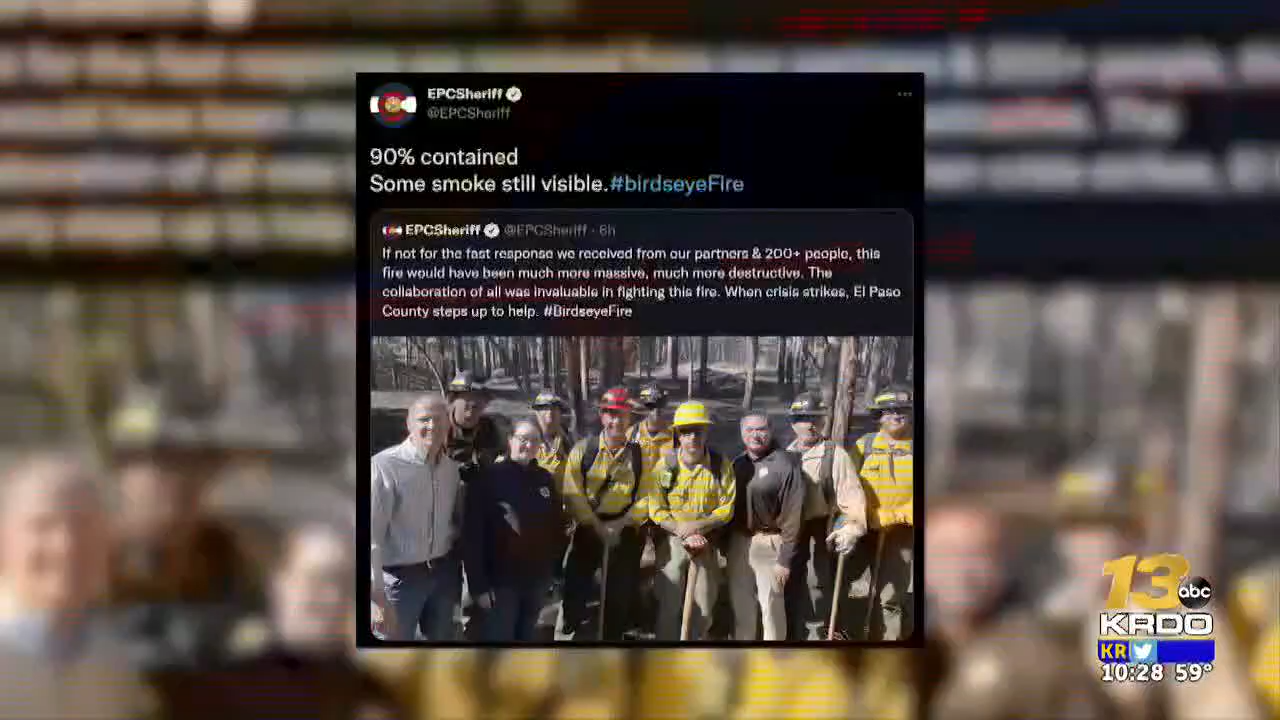 EPCSheriff
@EPCSheriff
90% contained
Some smoke still visible. #birdseyeFire
EPCSheriff @EPCSheriff · 6h
If not for the fast response we received from our partners & 200+ people, this
fire would have been much more massive, much more destructive. The
collaboration of all was invaluable in fighting this fire. When crisis strikes, El Paso
County steps up to help. #BirdseyeFire
13 abc
KRDO
KR
10:28 59°